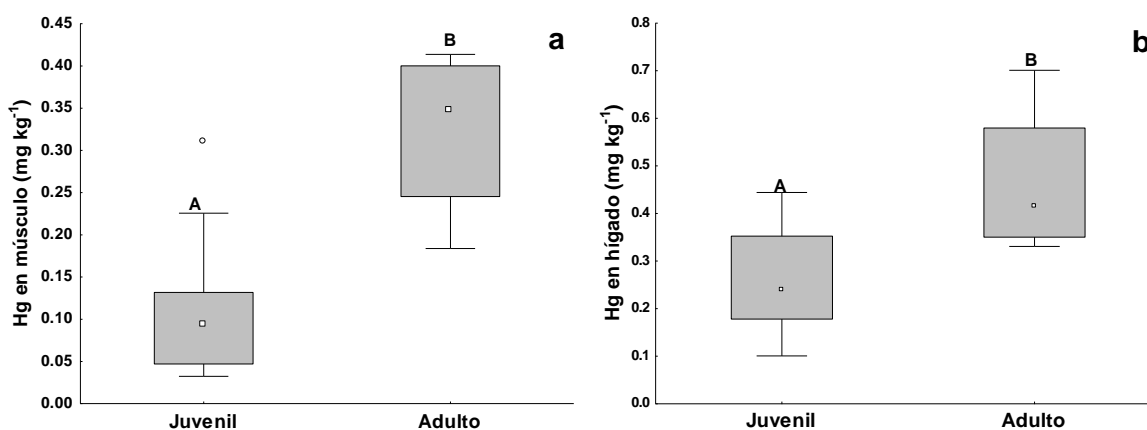 Hg en músculo (mg kg⁻¹)
0.45
0.40
0.35
0.30
0.25
0.20
0.15
0.10
0.05
0.00
A
B
a
Juvenil Adulto
Hg en hígado (mg kg⁻¹)
0.8
0.7
0.6
0.5
0.4
0.3
0.2
0.1
0.0
A
B
b
Juvenil Adulto